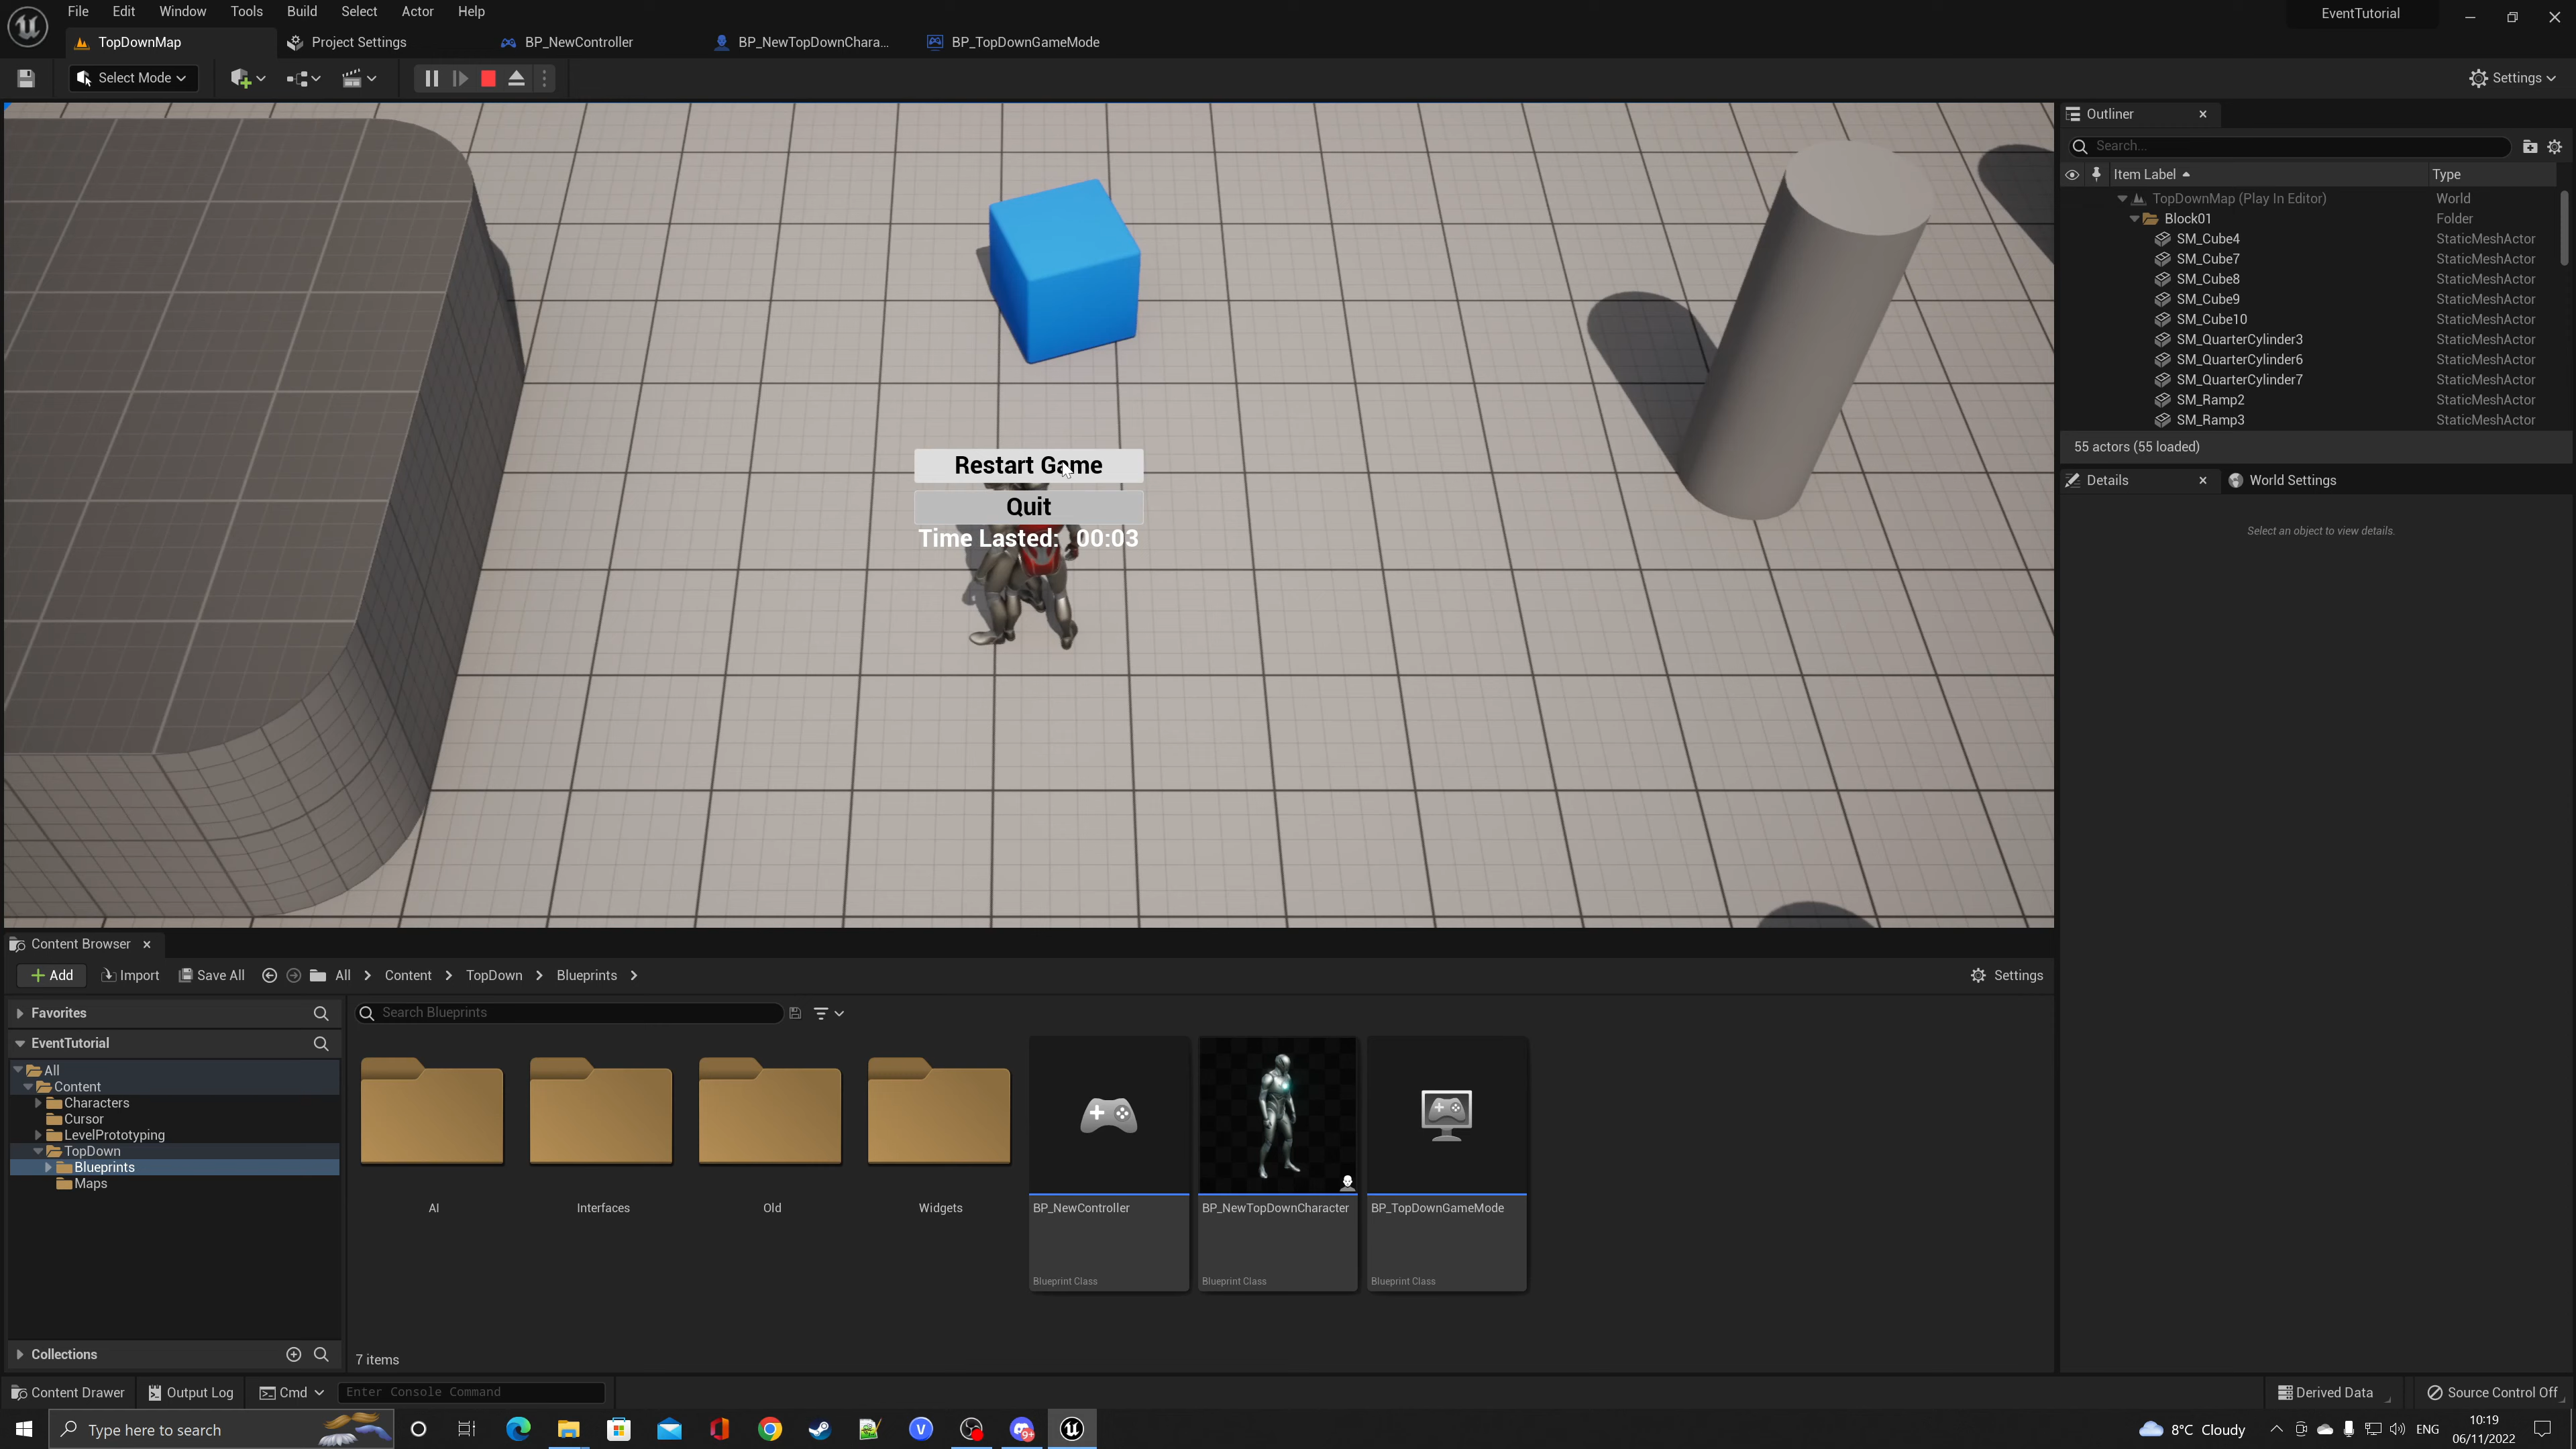 File Edit Window Tools Build Select Actor Help
EventTutorial
TopDownMap
Project Settings
BP_NewController
BP_NewTopDownChara...
BP_TopDownGameMode
Select Mode
Settings
Restart Game
Quit
Time Lasted: 00:03
Outliner
Search...
Item Label Type
TopDownMap (Play In Editor) World
Block01 Folder
SM_Cube4 StaticMeshActor
SM_Cube7 StaticMeshActor
SM_Cube8 StaticMeshActor
SM_Cube9 StaticMeshActor
SM_Cube10 StaticMeshActor
SM_QuarterCylinder3 StaticMeshActor
SM_QuarterCylinder6 StaticMeshActor
SM_QuarterCylinder7 StaticMeshActor
SM_Ramp2 StaticMeshActor
SM_Ramp3 StaticMeshActor
55 actors (55 loaded)
Details
World Settings
Select an object to view details.
Content Browser
Add Import Save All All Content TopDown Blueprints
Settings
Favorites
EventTutorial
All
Content
Characters
Cursor
LevelPrototyping
TopDown
Blueprints
Maps
Collections
Search Blueprints
AI
Interfaces
Old
Widgets
BP_NewController
Blueprint Class
BP_NewTopDownCharacter
Blueprint Class
BP_TopDownGameMode
Blueprint Class
7 items
Content Drawer Output Log Cmd Enter Console Command
Derived Data Source Control Off
Type here to search
V
9+
8°C Cloudy
ENG
10:19
06/11/2022